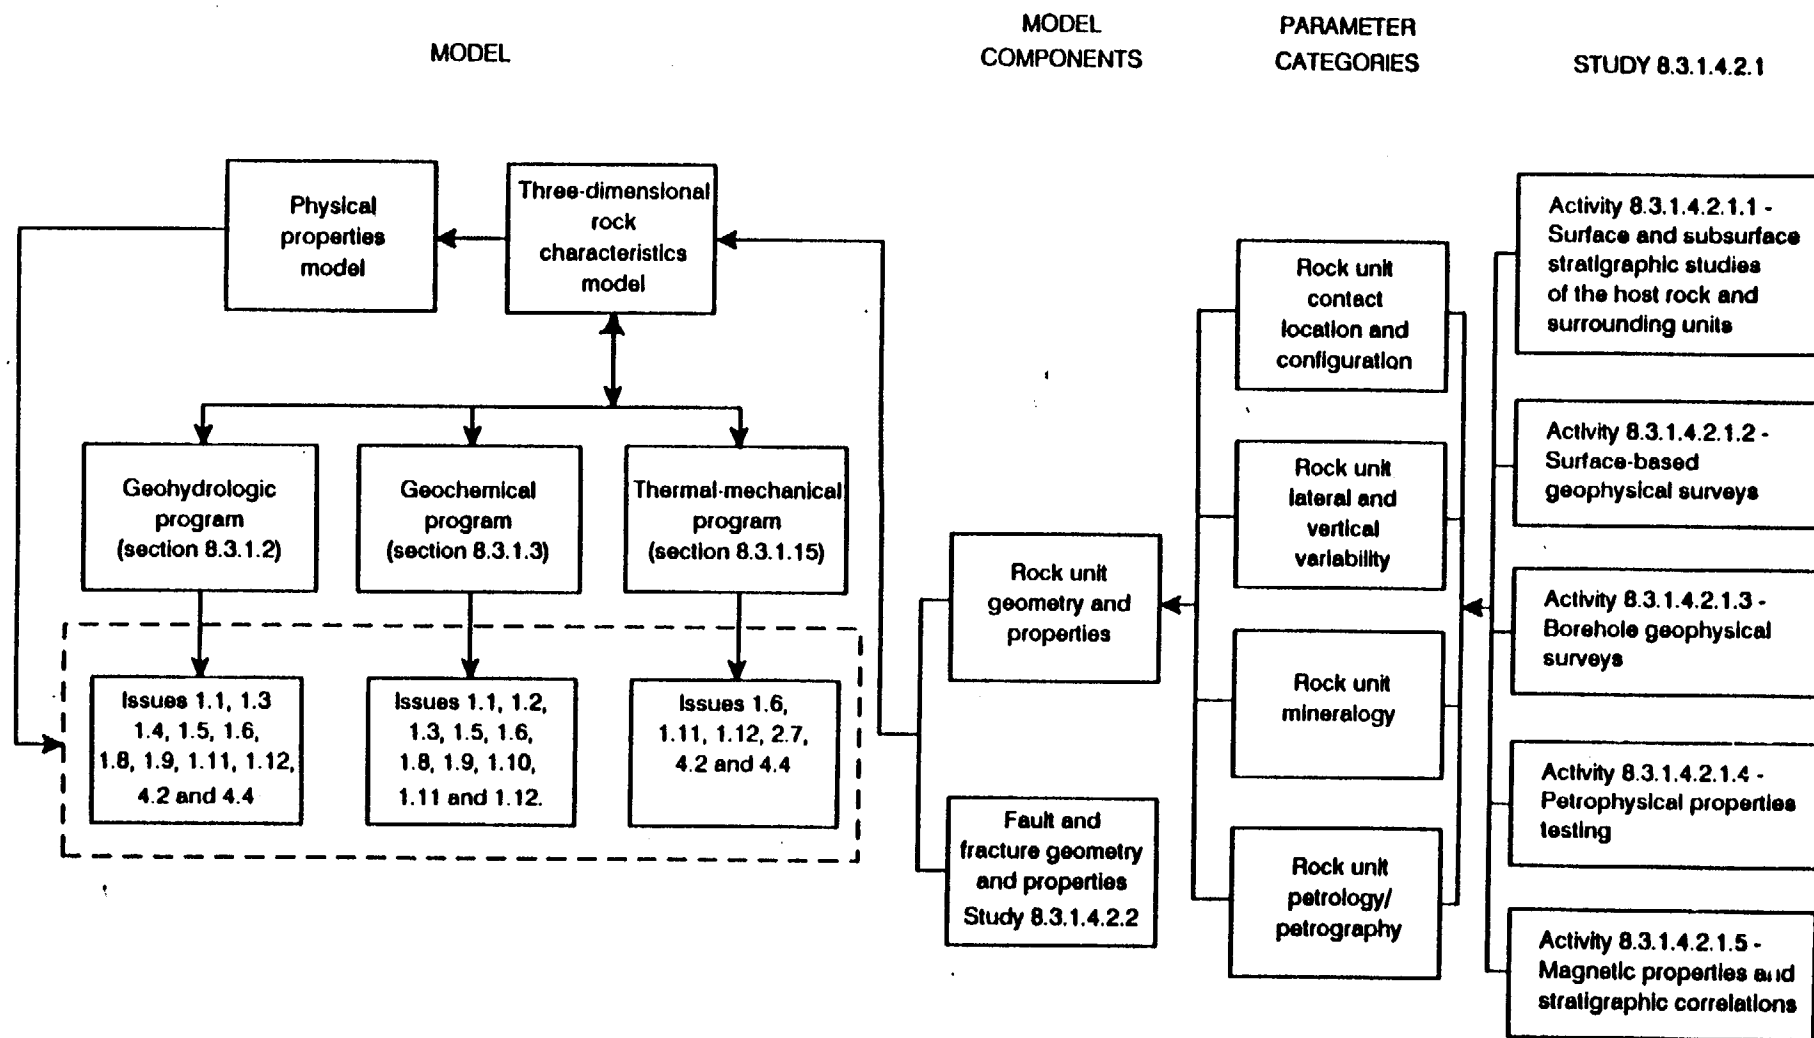 MODEL
MODEL
COMPONENTS
PARAMETER
CATEGORIES
STUDY 8.3.1.4.2.1
Physical
properties
model
Three-dimensional
rock
characteristics
model
Geohydrologic
program
(section 8.3.1.2)
Geochemical
program
(section 8.3.1.3)
Thermal-mechanical
program
(section 8.3.1.15)
Issues 1.1, 1.3
1.4, 1.5, 1.6,
1.8, 1.9, 1.11, 1.12,
4.2 and 4.4
Issues 1.1, 1.2,
1.3, 1.5, 1.6,
1.8, 1.9, 1.10,
1.11 and 1.12.
Issues 1.6,
1.11, 1.12, 2.7,
4.2 and 4.4
Rock unit
geometry and
properties
Fault and
fracture geometry
and properties
Study 8.3.1.4.2.2
Rock unit
contact
location and
configuration
Rock unit
lateral and
vertical
variability
Rock unit
mineralogy
Rock unit
petrology/
petrography
Activity 8.3.1.4.2.1.1 -
Surface and subsurface
stratigraphic studies
of the host rock and
surrounding units
Activity 8.3.1.4.2.1.2 -
Surface-based
geophysical surveys
Activity 8.3.1.4.2.1.3 -
Borehole geophysical
surveys
Activity 8.3.1.4.2.1.4 -
Petrophysical properties
testing
Activity 8.3.1.4.2.1.5 -
Magnetic properties and
stratigraphic correlations